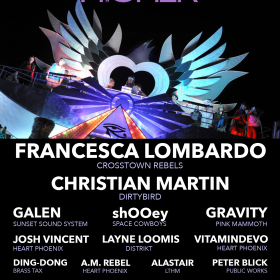 FRANCESCA LOMBARDO
CROSSTOWN REBELS
CHRISTIAN MARTIN
DIRTYBIRD
GALEN shOOey GRAVITY
SUNSET SOUND SYSTEM SPACE COWBOYS PINK MAMMOTH
JOSH VINCENT LAYNE LOOMIS VITAMINDEVO
HEART PHOENIX DISTRIKT HEART PHOENIX
DING-DONG A.M. REBEL ALASTAIR PETER BLICK
BRASS TAX HEART PHOENIX LTHM PUBLIC WORKS